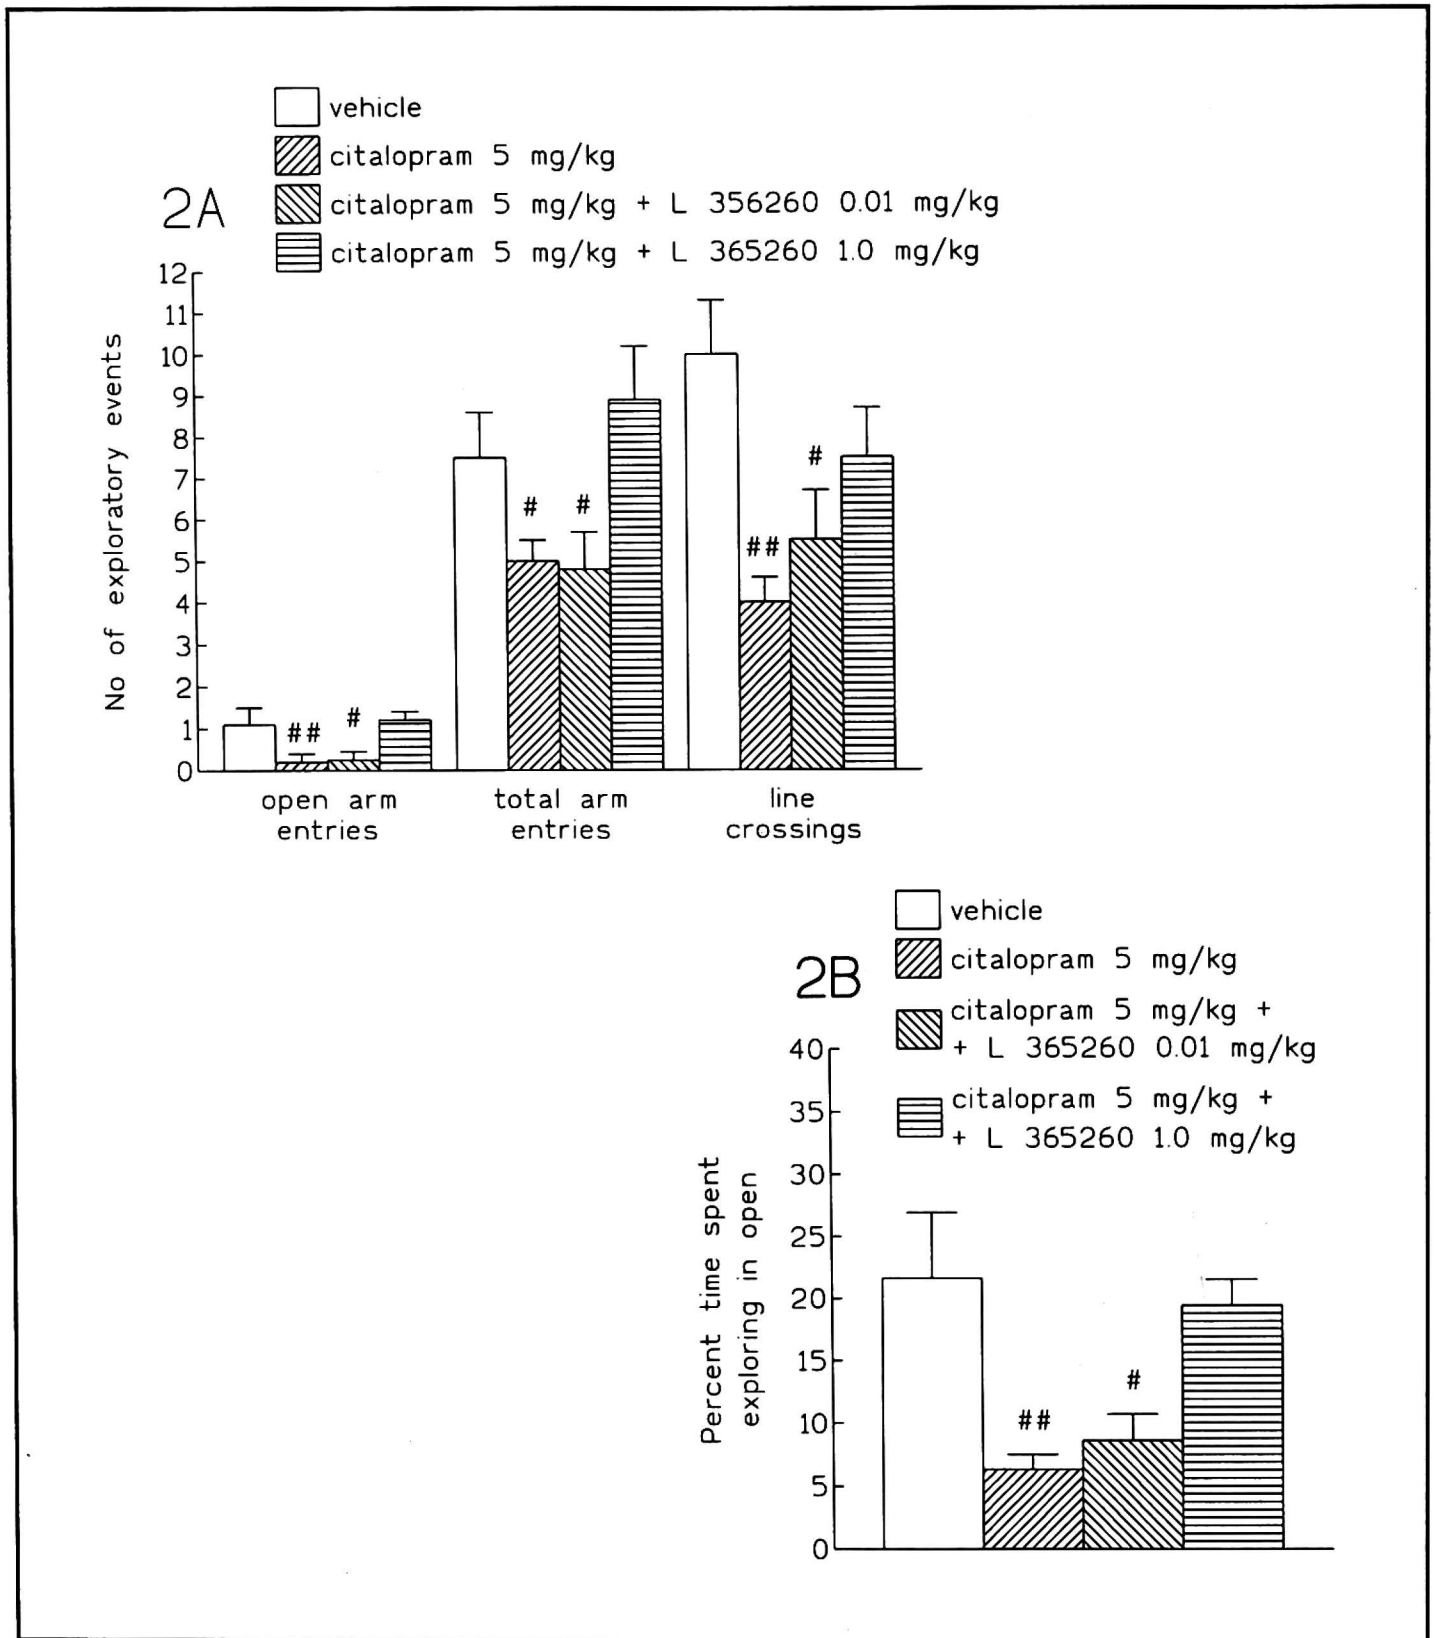 vehicle
citalopram 5 mg/kg
2A
citalopram 5 mg/kg + L 356260 0.01 mg/kg
citalopram 5 mg/kg + L 365260 1.0 mg/kg
12
11
10
9
8
7
6
5
4
3
2
1
0
No of exploratory events
##
#
#
#
##
#
open arm
entries
total arm
entries
line
crossings
vehicle
2B
citalopram 5 mg/kg
citalopram 5 mg/kg +
+ L 365260 0.01 mg/kg
citalopram 5 mg/kg +
+ L 365260 1.0 mg/kg
40
35
30
25
20
15
10
5
0
Percent time spent
exploring in open
##
#